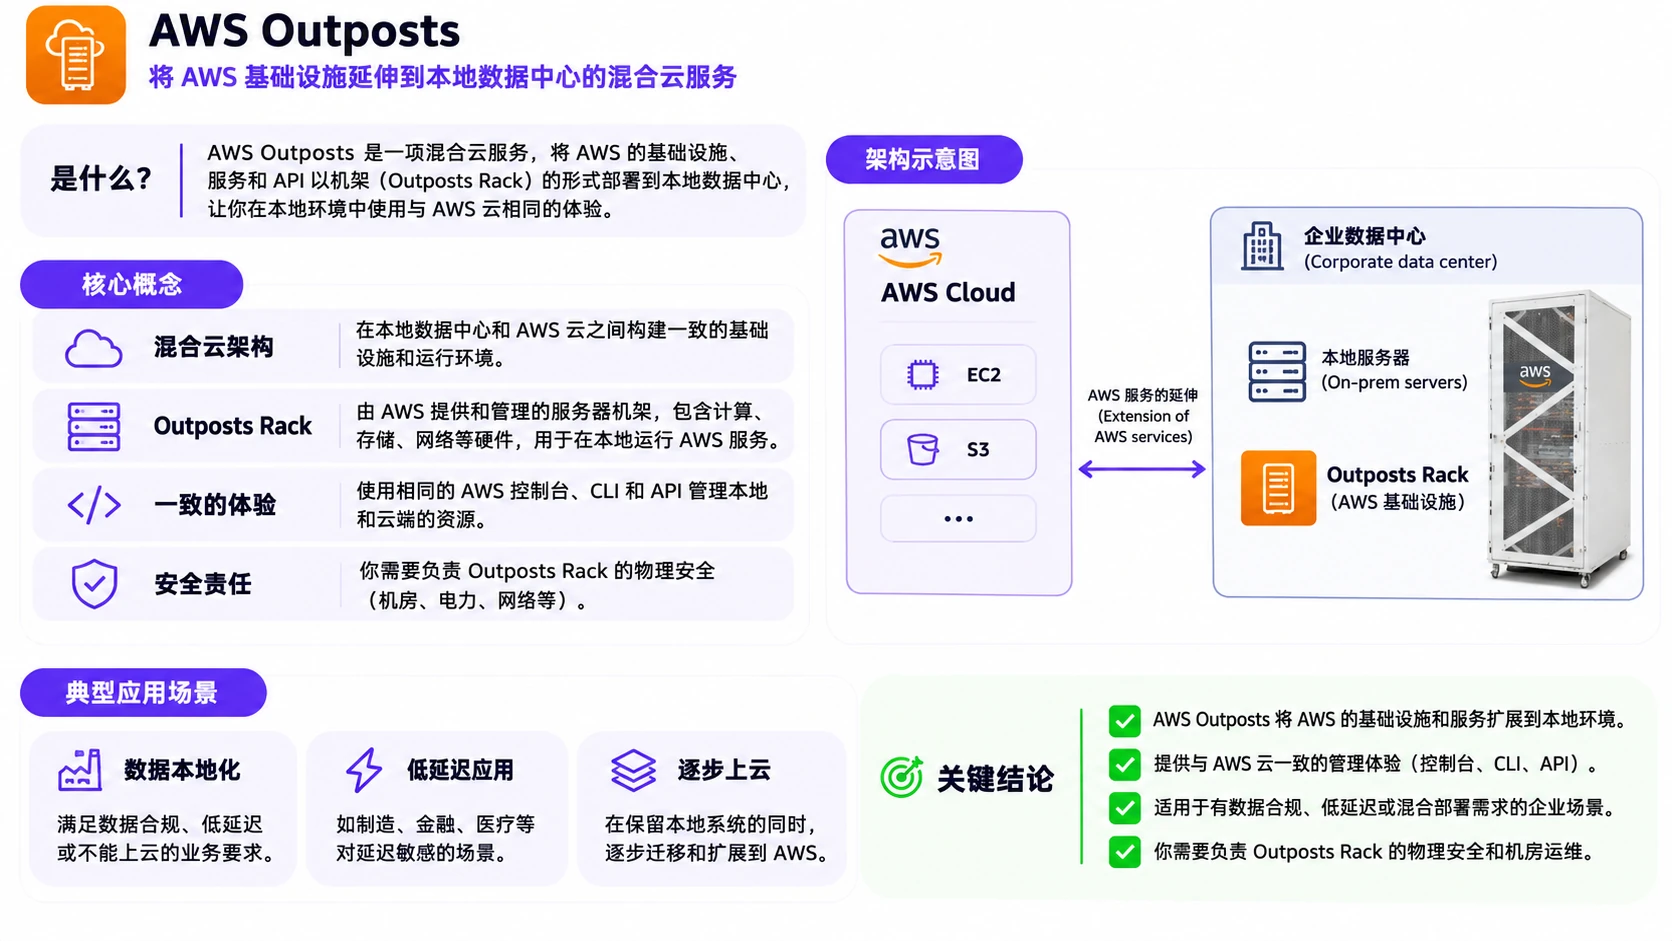 AWS Outposts
将 AWS 基础设施延伸到本地数据中心的混合云服务
是什么？
AWS Outposts 是一项混合云服务，将 AWS 的基础设施、
服务和 API 以机架（Outposts Rack）的形式部署到本地数据中心，
让你在本地环境中使用与 AWS 云相同的体验。
核心概念
混合云架构
在本地数据中心和 AWS 云之间构建一致的基础
设施和运行环境。
Outposts Rack
由 AWS 提供和管理的服务器机架，包含计算、
存储、网络等硬件，用于在本地运行 AWS 服务。
一致的体验
使用相同的 AWS 控制台、CLI 和 API 管理本地
和云端的资源。
安全责任
你需要负责 Outposts Rack 的物理安全
（机房、电力、网络等）。
架构示意图
aws
AWS Cloud
EC2
S3
•••
AWS 服务的延伸
(Extension of
AWS services)
企业数据中心
(Corporate data center)
本地服务器
(On-prem servers)
Outposts Rack
（AWS 基础设施）
aws
典型应用场景
数据本地化
满足数据合规、低延迟
或不能上云的业务要求。
低延迟应用
如制造、金融、医疗等
对延迟敏感的场景。
逐步上云
在保留本地系统的同时，
逐步迁移和扩展到 AWS。
关键结论
AWS Outposts 将 AWS 的基础设施和服务扩展到本地环境。
提供与 AWS 云一致的管理体验（控制台、CLI、API）。
适用于有数据合规、低延迟或混合部署需求的企业场景。
你需要负责 Outposts Rack 的物理安全和机房运维。